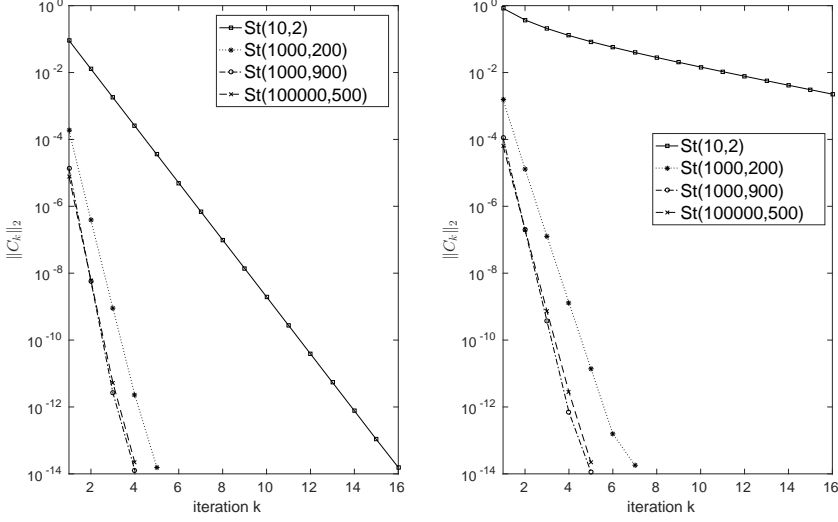 St(10,2)
St(1000,200)
St(1000,900)
St(100000,500)
10^0
10^-2
10^-4
10^-6
10^-8
10^-10
10^-12
10^-14
‖C_k‖_2
2 4 6 8 10 12 14 16
iteration k
St(10,2)
St(1000,200)
St(1000,900)
St(100000,500)
10^0
10^-2
10^-4
10^-6
10^-8
10^-10
10^-12
10^-14
‖C_k‖_2
2 4 6 8 10 12 14 16
iteration k